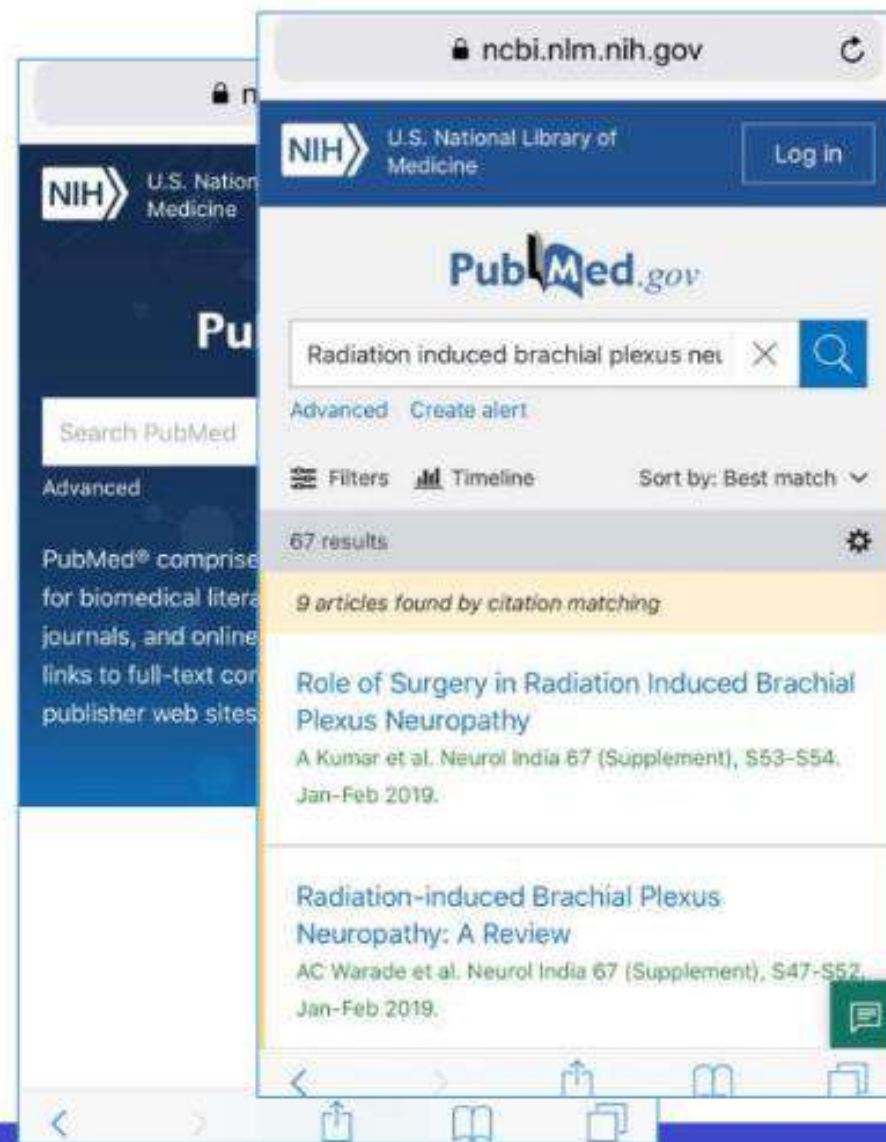 n
NIH
U.S. Nation
Medicine
Pu
Search PubMed
Advanced
PubMed® comprise
for biomedical litera
journals, and online
links to full-text con
publisher web sites
ncbi.nlm.nih.gov
NIH
U.S. National Library of
Medicine
Log in
PubMed.gov
Radiation induced brachial plexus neu
Advanced Create alert
Filters Timeline Sort by: Best match
67 results
9 articles found by citation matching
Role of Surgery in Radiation Induced Brachial
Plexus Neuropathy
A Kumar et al. Neurol India 67 (Supplement), S53-S54.
Jan-Feb 2019.
Radiation-induced Brachial Plexus
Neuropathy: A Review
AC Warade et al. Neurol India 67 (Supplement), S47-S52.
Jan-Feb 2019.